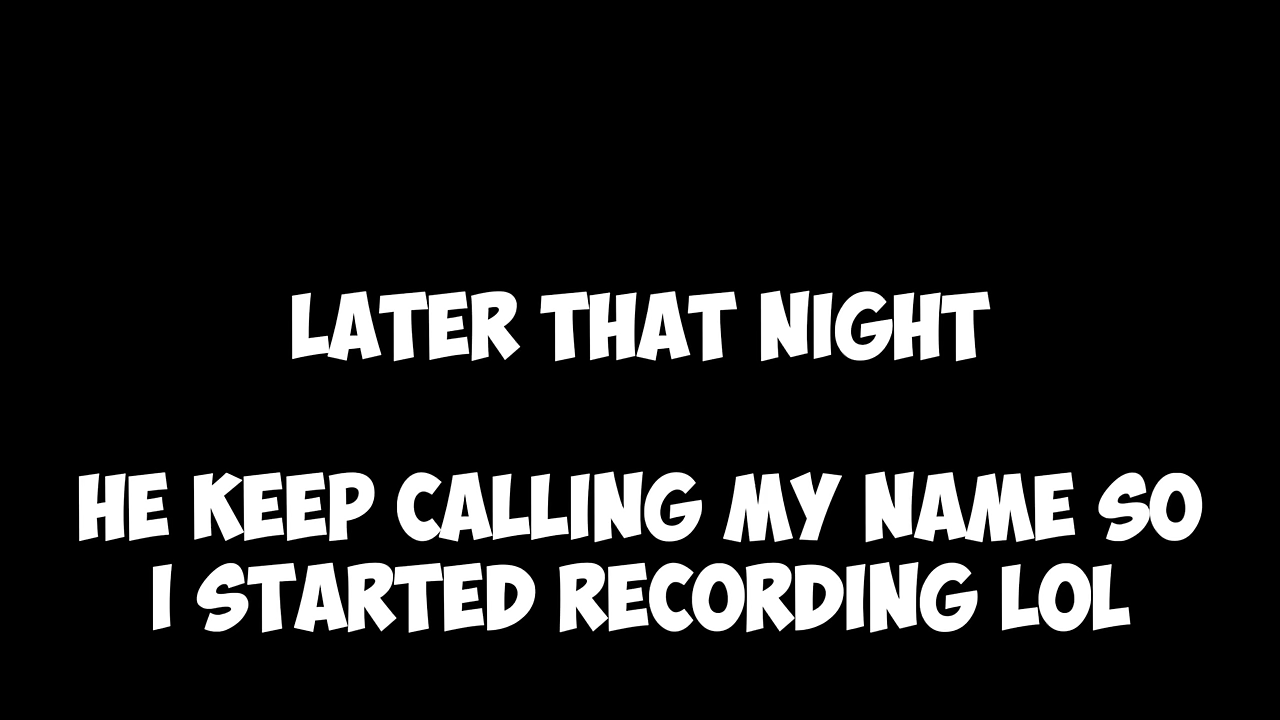 LATER THAT NIGHT
HE KEEP CALLING MY NAME SO
I STARTED RECORDING LOL